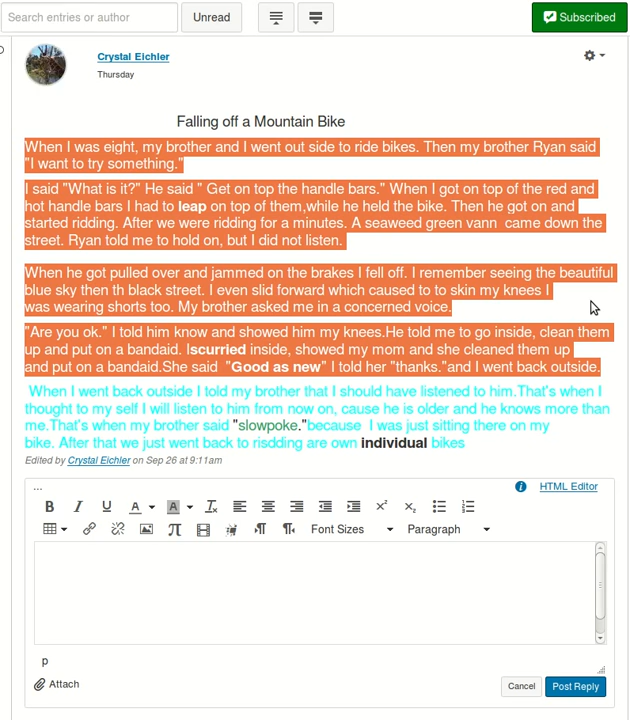 Search entries or author
Unread
Subscribed
Crystal Eichler
Thursday
Falling off a Mountain Bike
When I was eight, my brother and I went out side to ride bikes. Then my brother Ryan said
"I want to try something."
I said "What is it?" He said " Get on top the handle bars." When I got on top of the red and
hot handle bars I had to leap on top of them,while he held the bike. Then he got on and
started ridding. After we were ridding for a minutes. A seaweed green vann came down the
street. Ryan told me to hold on, but I did not listen.
When he got pulled over and jammed on the brakes I fell off. I remember seeing the beautiful
blue sky then th black street. I even slid forward which caused to to skin my knees I
was wearing shorts too. My brother asked me in a concerned voice.
"Are you ok." I told him know and showed him my knees.He told me to go inside, clean them
up and put on a bandaid. Iscurried inside, showed my mom and she cleaned them up
and put on a bandaid.She said "Good as new" I told her "thanks."and I went back outside.
When I went back outside I told my brother that I should have listened to him.That's when I
thought to my self I will listen to him from now on, cause he is older and he knows more than
me.That's when my brother said "slowpoke."because I was just sitting there on my
bike. After that we just went back to risdding are own individual bikes
Edited by Crystal Eichler on Sep 26 at 9:11am
...
HTML Editor
Font Sizes
Paragraph
p
Attach
Cancel
Post Reply